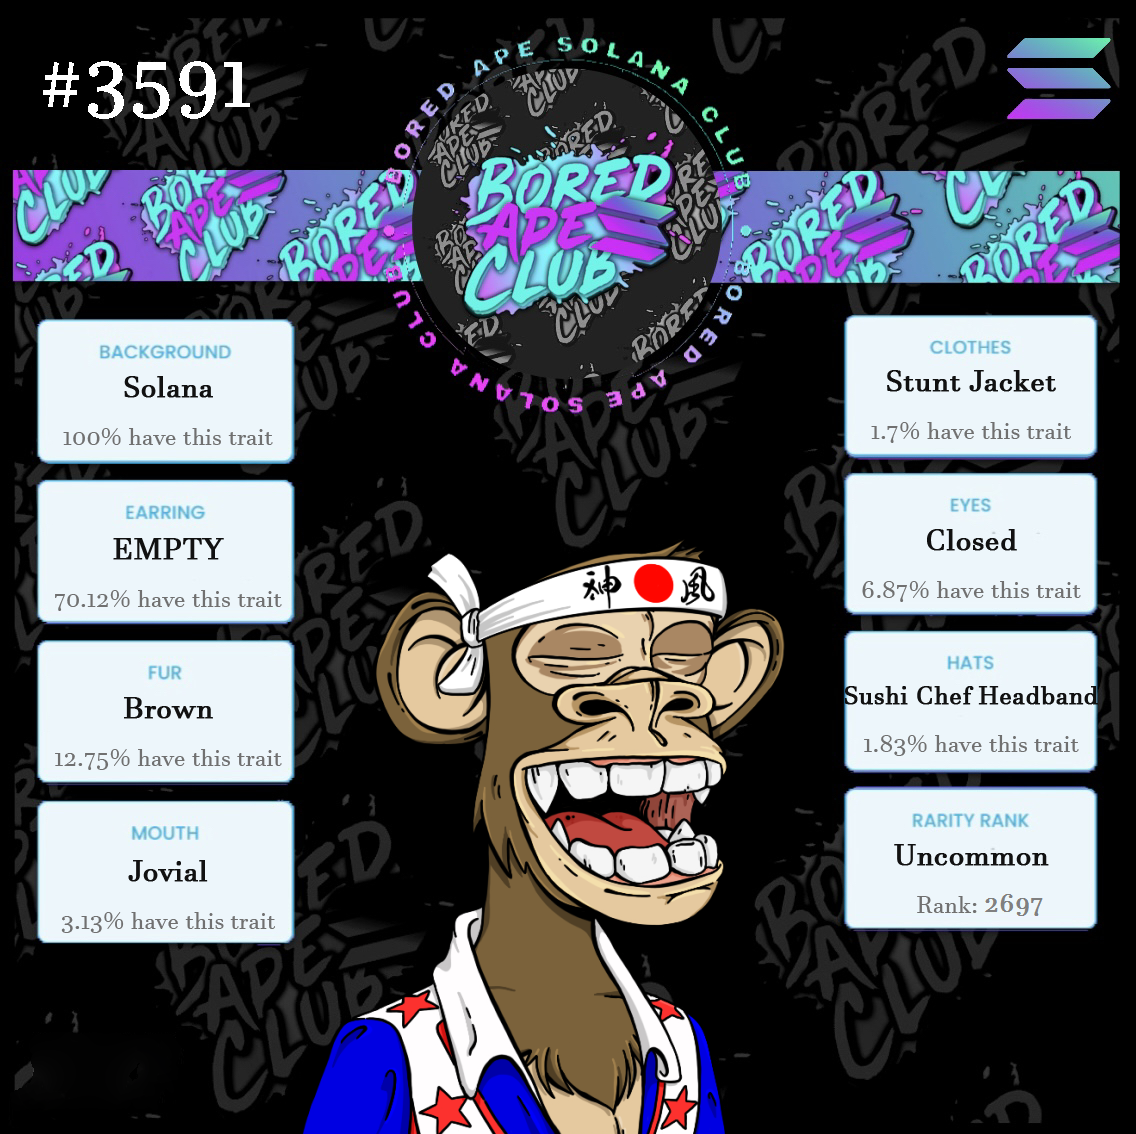 #3591
BORED APE SOLANA CLUB
BORED APE SOLANA CLUB
BORED
APE
CLUB
BACKGROUND
Solana
100% have this trait
EARRING
EMPTY
70.12% have this trait
FUR
Brown
12.75% have this trait
MOUTH
Jovial
3.13% have this trait
CLOTHES
Stunt Jacket
1.7% have this trait
EYES
Closed
6.87% have this trait
HATS
Sushi Chef Headband
1.83% have this trait
RARITY RANK
Uncommon
Rank: 2697
神 風